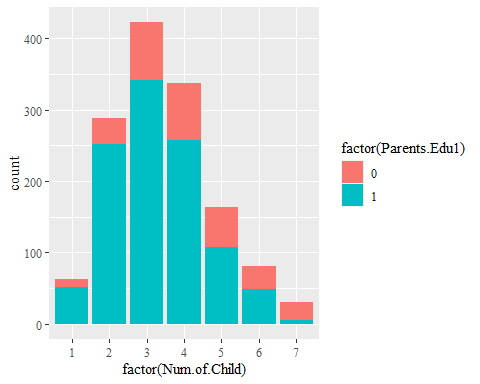 400
300
200
100
0
count
1 2 3 4 5 6 7
factor(Num.of.Child)
factor(Parents.Edu1)
0
1